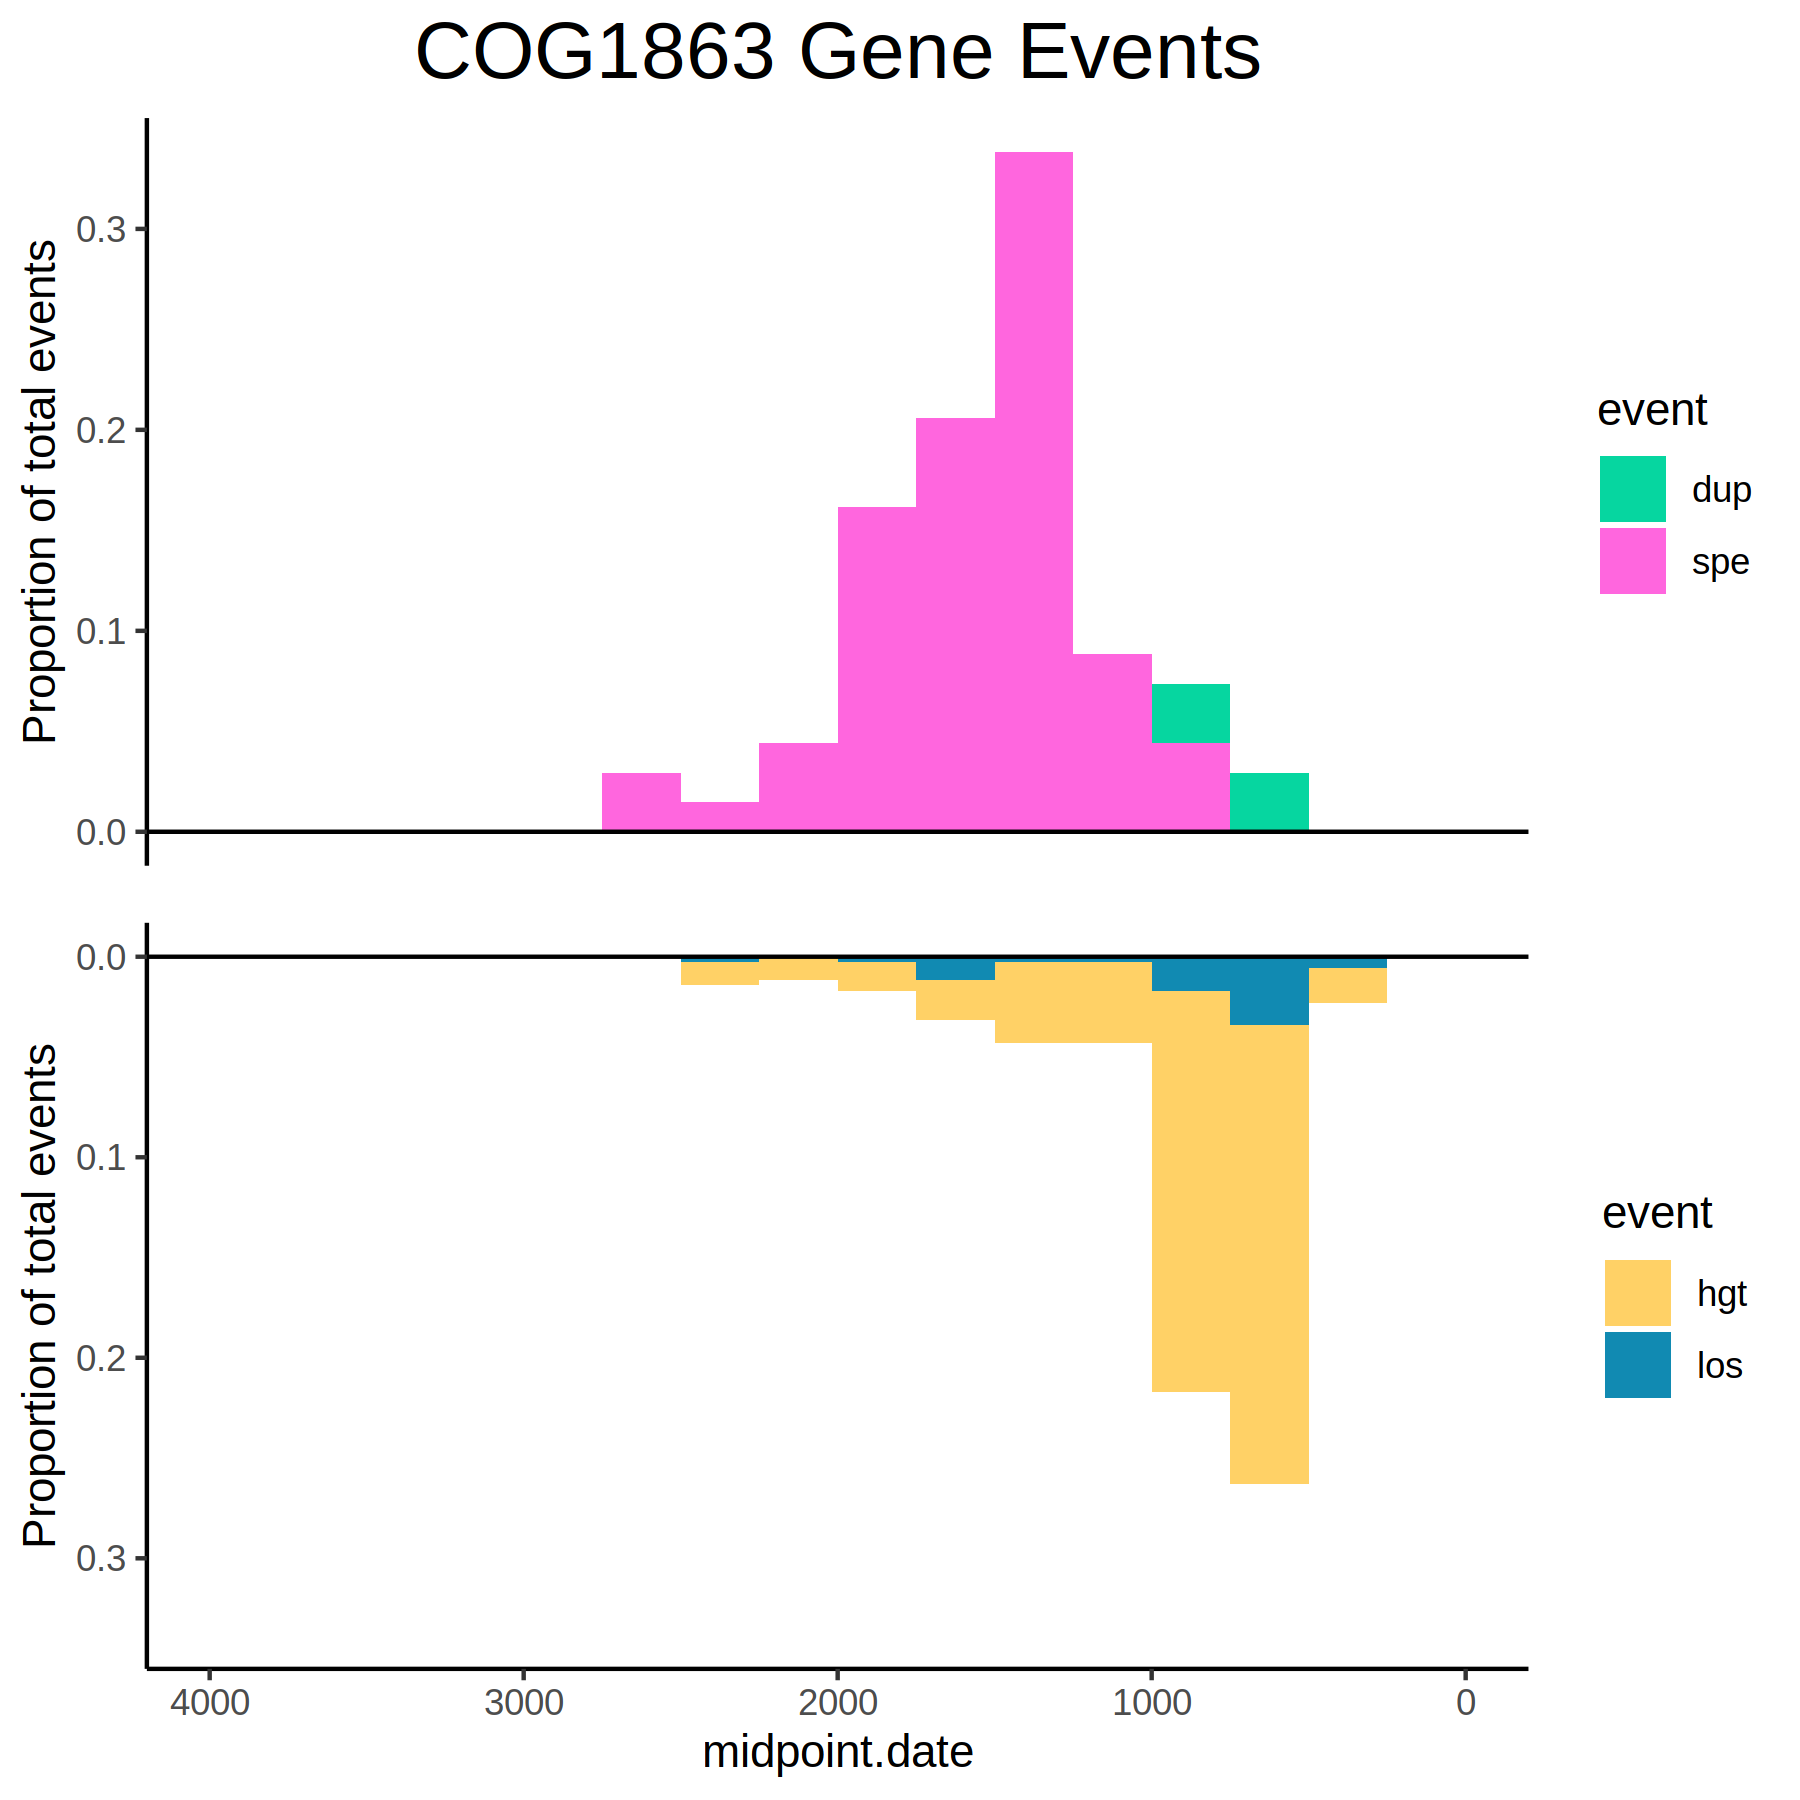 COG1863 Gene Events
Proportion of total events
0.3
0.2
0.1
0.0
event
dup
spe
Proportion of total events
0.0
0.1
0.2
0.3
event
hgt
los
4000 3000 2000 1000 0
midpoint.date